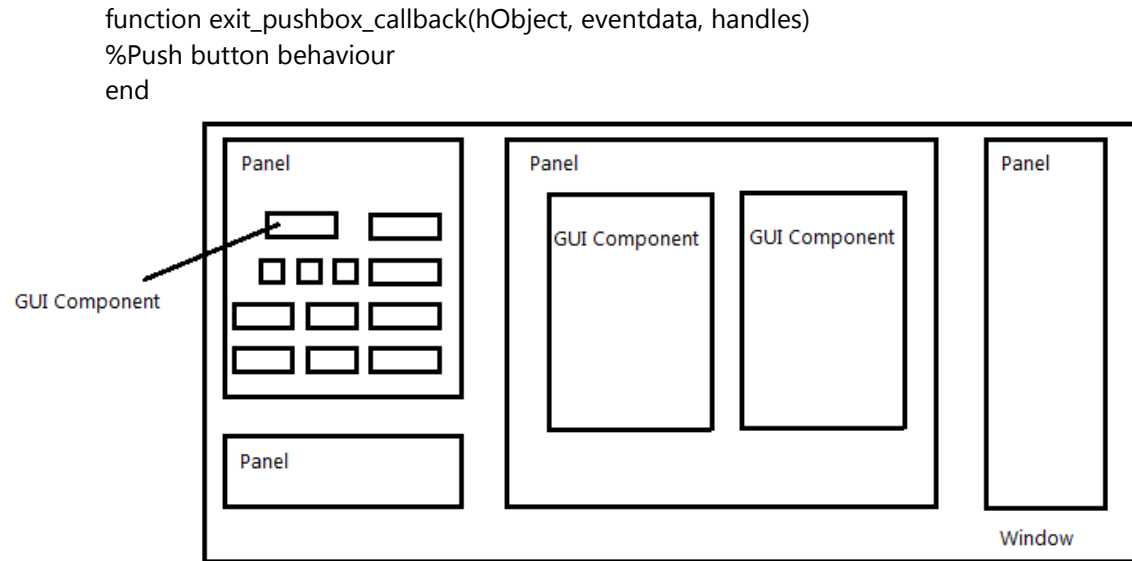 function exit_pushbox_callback(hObject, eventdata, handles)
%Push button behaviour
end
Panel
Panel
Panel
GUI Component
GUI Component
GUI Component
Panel
Window